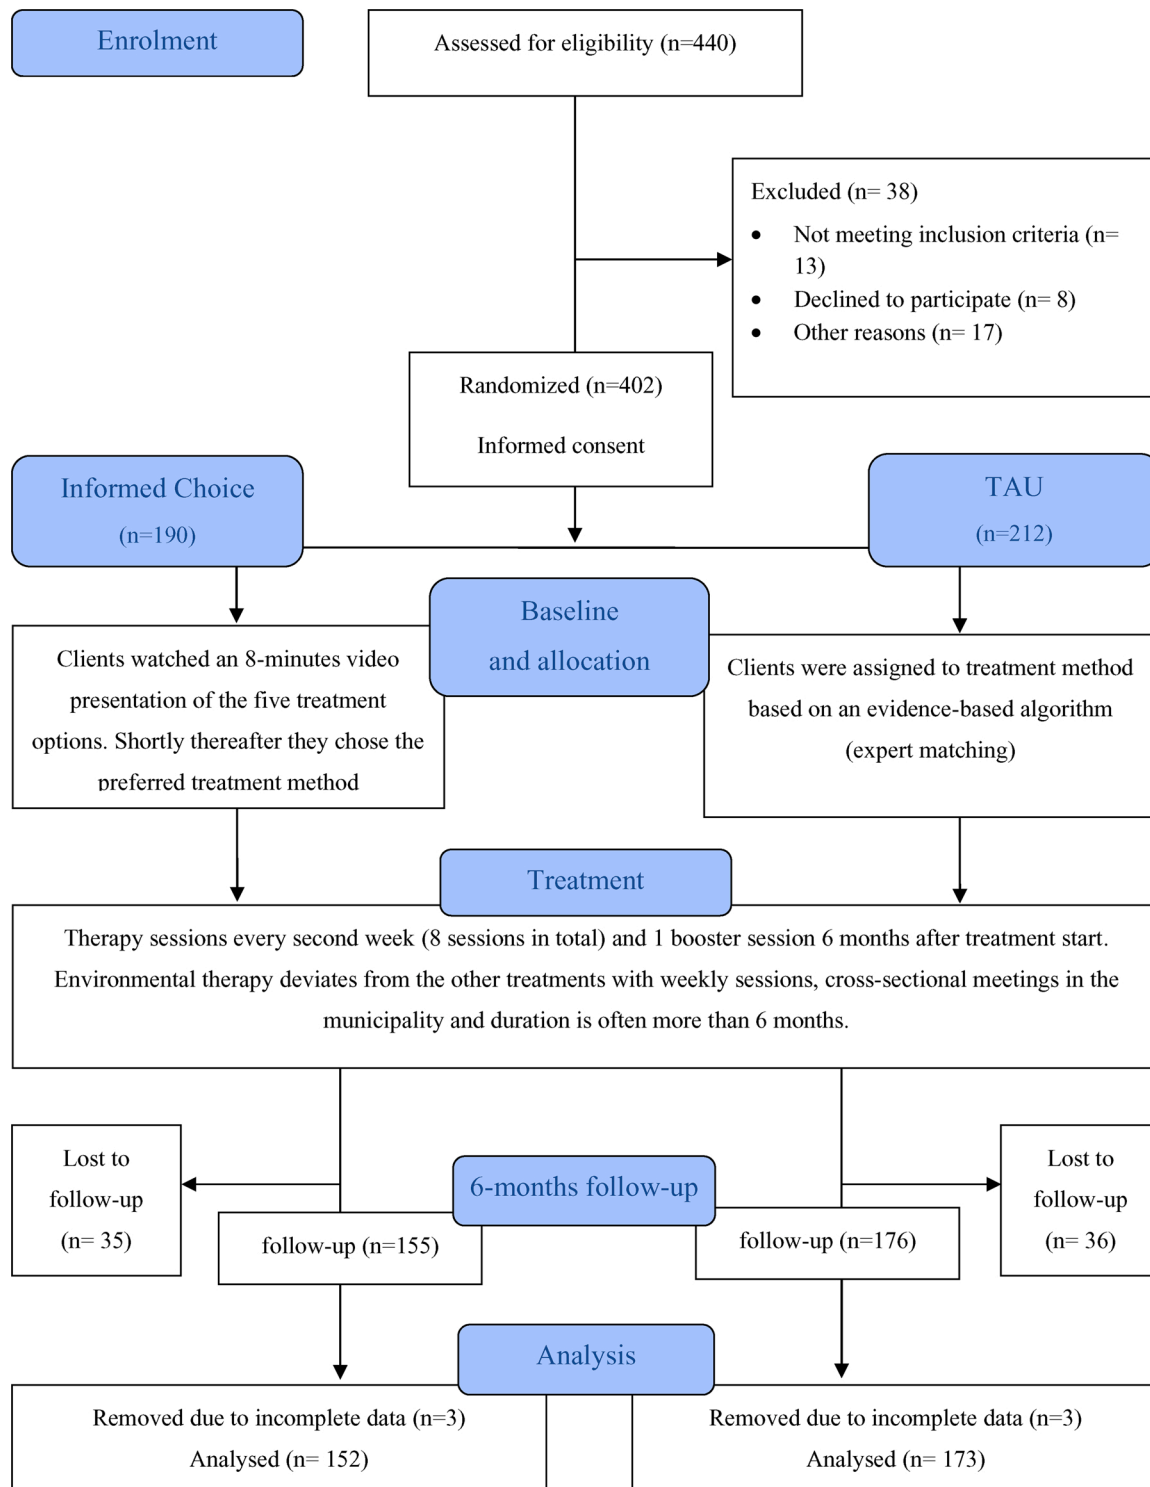 Enrolment
Assessed for eligibility (n=440)
Excluded (n= 38)
• Not meeting inclusion criteria (n=
13)
• Declined to participate (n= 8)
• Other reasons (n= 17)
Randomized (n=402)
Informed consent
Informed Choice
(n=190)
TAU
(n=212)
Baseline
and allocation
Clients watched an 8-minutes video
presentation of the five treatment
options. Shortly thereafter they chose the
preferred treatment method
Clients were assigned to treatment method
based on an evidence-based algorithm
(expert matching)
Treatment
Therapy sessions every second week (8 sessions in total) and 1 booster session 6 months after treatment start.
Environmental therapy deviates from the other treatments with weekly sessions, cross-sectional meetings in the
municipality and duration is often more than 6 months.
Lost to
follow-up
(n= 35)
6-months follow-up
follow-up (n=155)
follow-up (n=176)
Lost to
follow-up
(n= 36)
Analysis
Removed due to incomplete data (n=3)
Analysed (n= 152)
Removed due to incomplete data (n=3)
Analysed (n= 173)